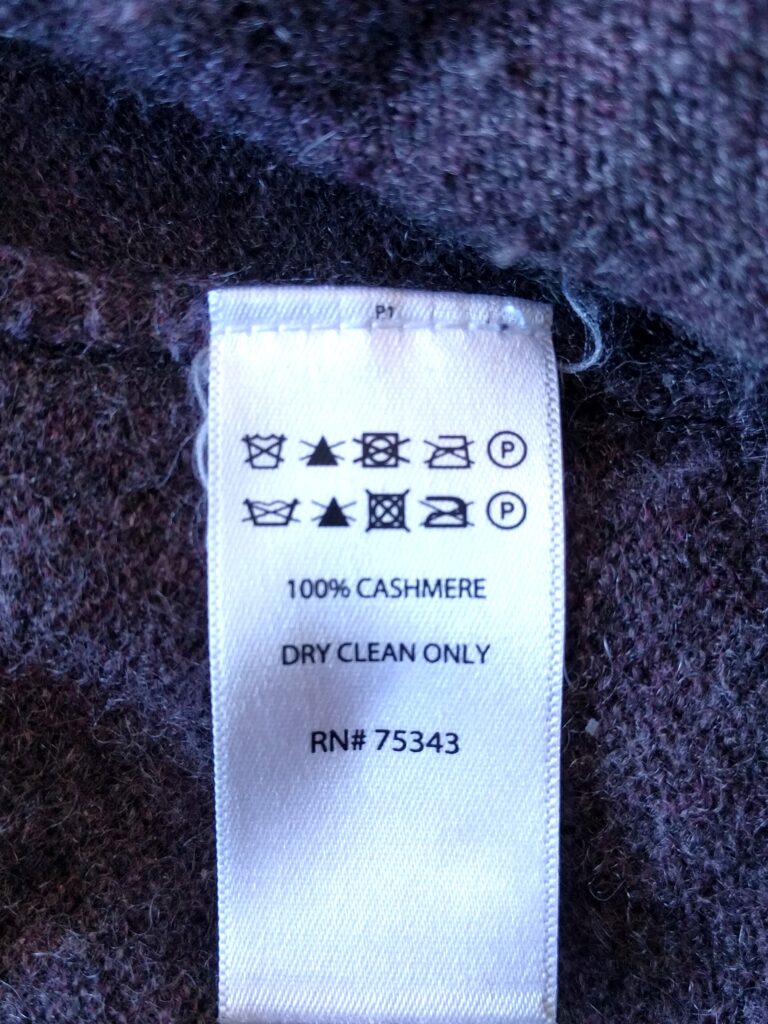 P1
P
P
100% CASHMERE
DRY CLEAN ONLY
RN# 75343